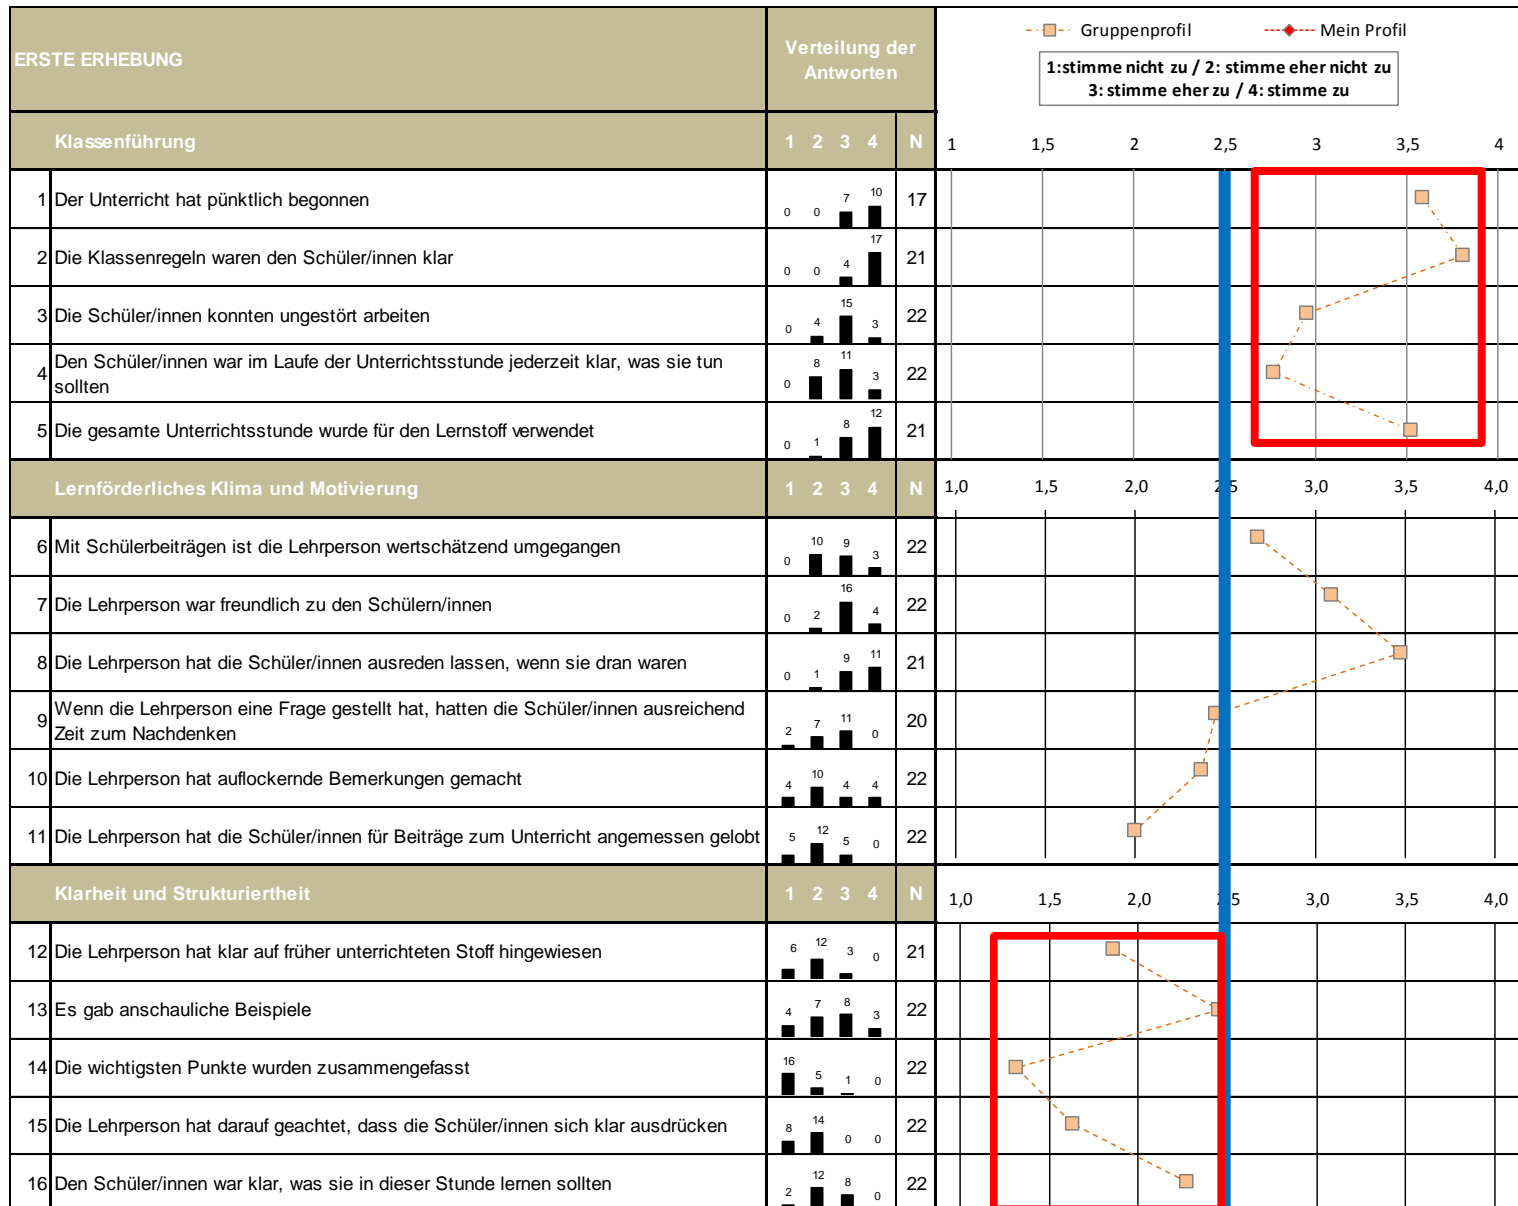 ERSTE ERHEBUNG
Verteilung der
Antworten
Gruppenprofil Mein Profil
1:stimme nicht zu / 2: stimme eher nicht zu
3: stimme eher zu / 4: stimme zu
Klassenführung 1 2 3 4 N 1 1,5 2 2,5 3 3,5 4
1 Der Unterricht hat pünktlich begonnen 0 0 7 10 17
2 Die Klassenregeln waren den Schüler/innen klar 0 0 4 17 21
3 Die Schüler/innen konnten ungestört arbeiten 0 4 15 3 22
4 Den Schüler/innen war im Laufe der Unterrichtsstunde jederzeit klar, was sie tun
sollten 0 8 11 3 22
5 Die gesamte Unterrichtsstunde wurde für den Lernstoff verwendet 0 1 8 12 21
Lernförderliches Klima und Motivierung 1 2 3 4 N 1,0 1,5 2,0 2,5 3,0 3,5 4,0
6 Mit Schülerbeiträgen ist die Lehrperson wertschätzend umgegangen 0 10 9 3 22
7 Die Lehrperson war freundlich zu den Schülern/innen 0 2 16 4 22
8 Die Lehrperson hat die Schüler/innen ausreden lassen, wenn sie dran waren 0 1 9 11 21
9 Wenn die Lehrperson eine Frage gestellt hat, hatten die Schüler/innen ausreichend
Zeit zum Nachdenken 2 7 11 0 20
10 Die Lehrperson hat auflockernde Bemerkungen gemacht 4 10 4 4 22
11 Die Lehrperson hat die Schüler/innen für Beiträge zum Unterricht angemessen gelobt 5 12 5 0 22
Klarheit und Strukturiertheit 1 2 3 4 N 1,0 1,5 2,0 2,5 3,0 3,5 4,0
12 Die Lehrperson hat klar auf früher unterrichteten Stoff hingewiesen 6 12 3 0 21
13 Es gab anschauliche Beispiele 4 7 8 3 22
14 Die wichtigsten Punkte wurden zusammengefasst 16 5 1 0 22
15 Die Lehrperson hat darauf geachtet, dass die Schüler/innen sich klar ausdrücken 8 14 0 0 22
16 Den Schüler/innen war klar, was sie in dieser Stunde lernen sollten 2 12 8 0 22